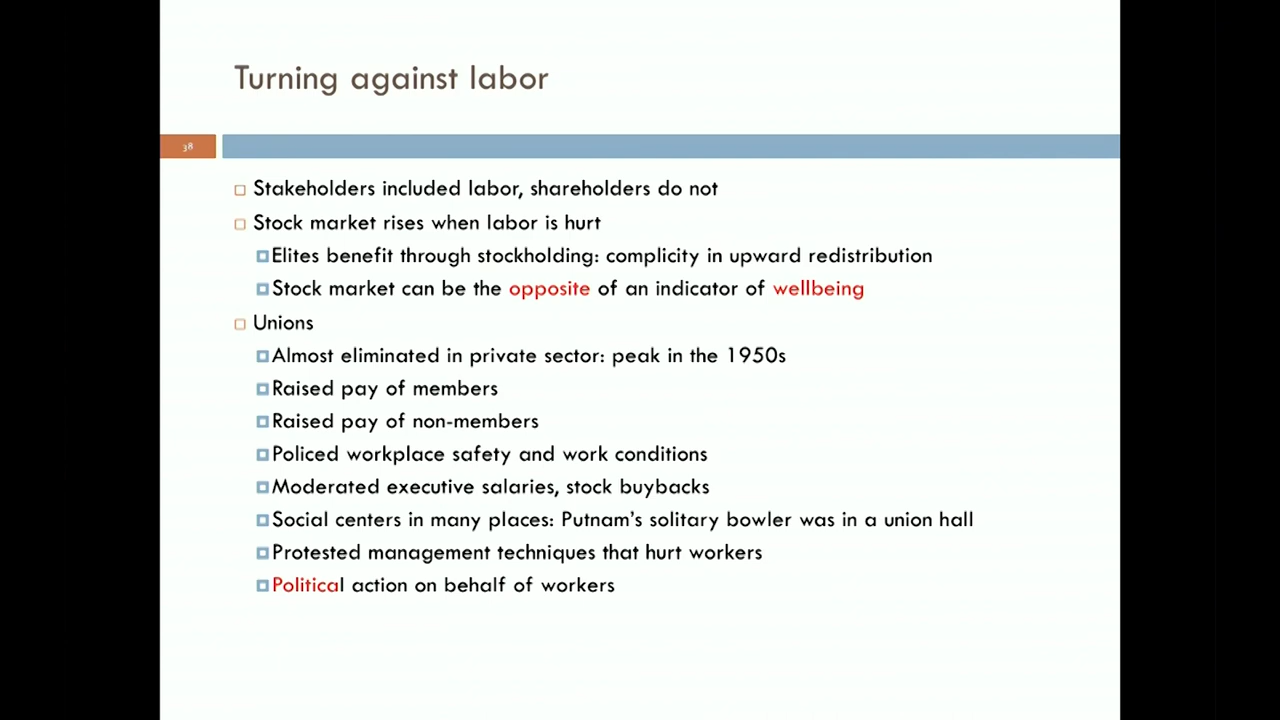 Turning against labor
38
Stakeholders included labor, shareholders do not
Stock market rises when labor is hurt
Elites benefit through stockholding: complicity in upward redistribution
Stock market can be the opposite of an indicator of wellbeing
Unions
Almost eliminated in private sector: peak in the 1950s
Raised pay of members
Raised pay of non-members
Policed workplace safety and work conditions
Moderated executive salaries, stock buybacks
Social centers in many places: Putnam's solitary bowler was in a union hall
Protested management techniques that hurt workers
Political action on behalf of workers